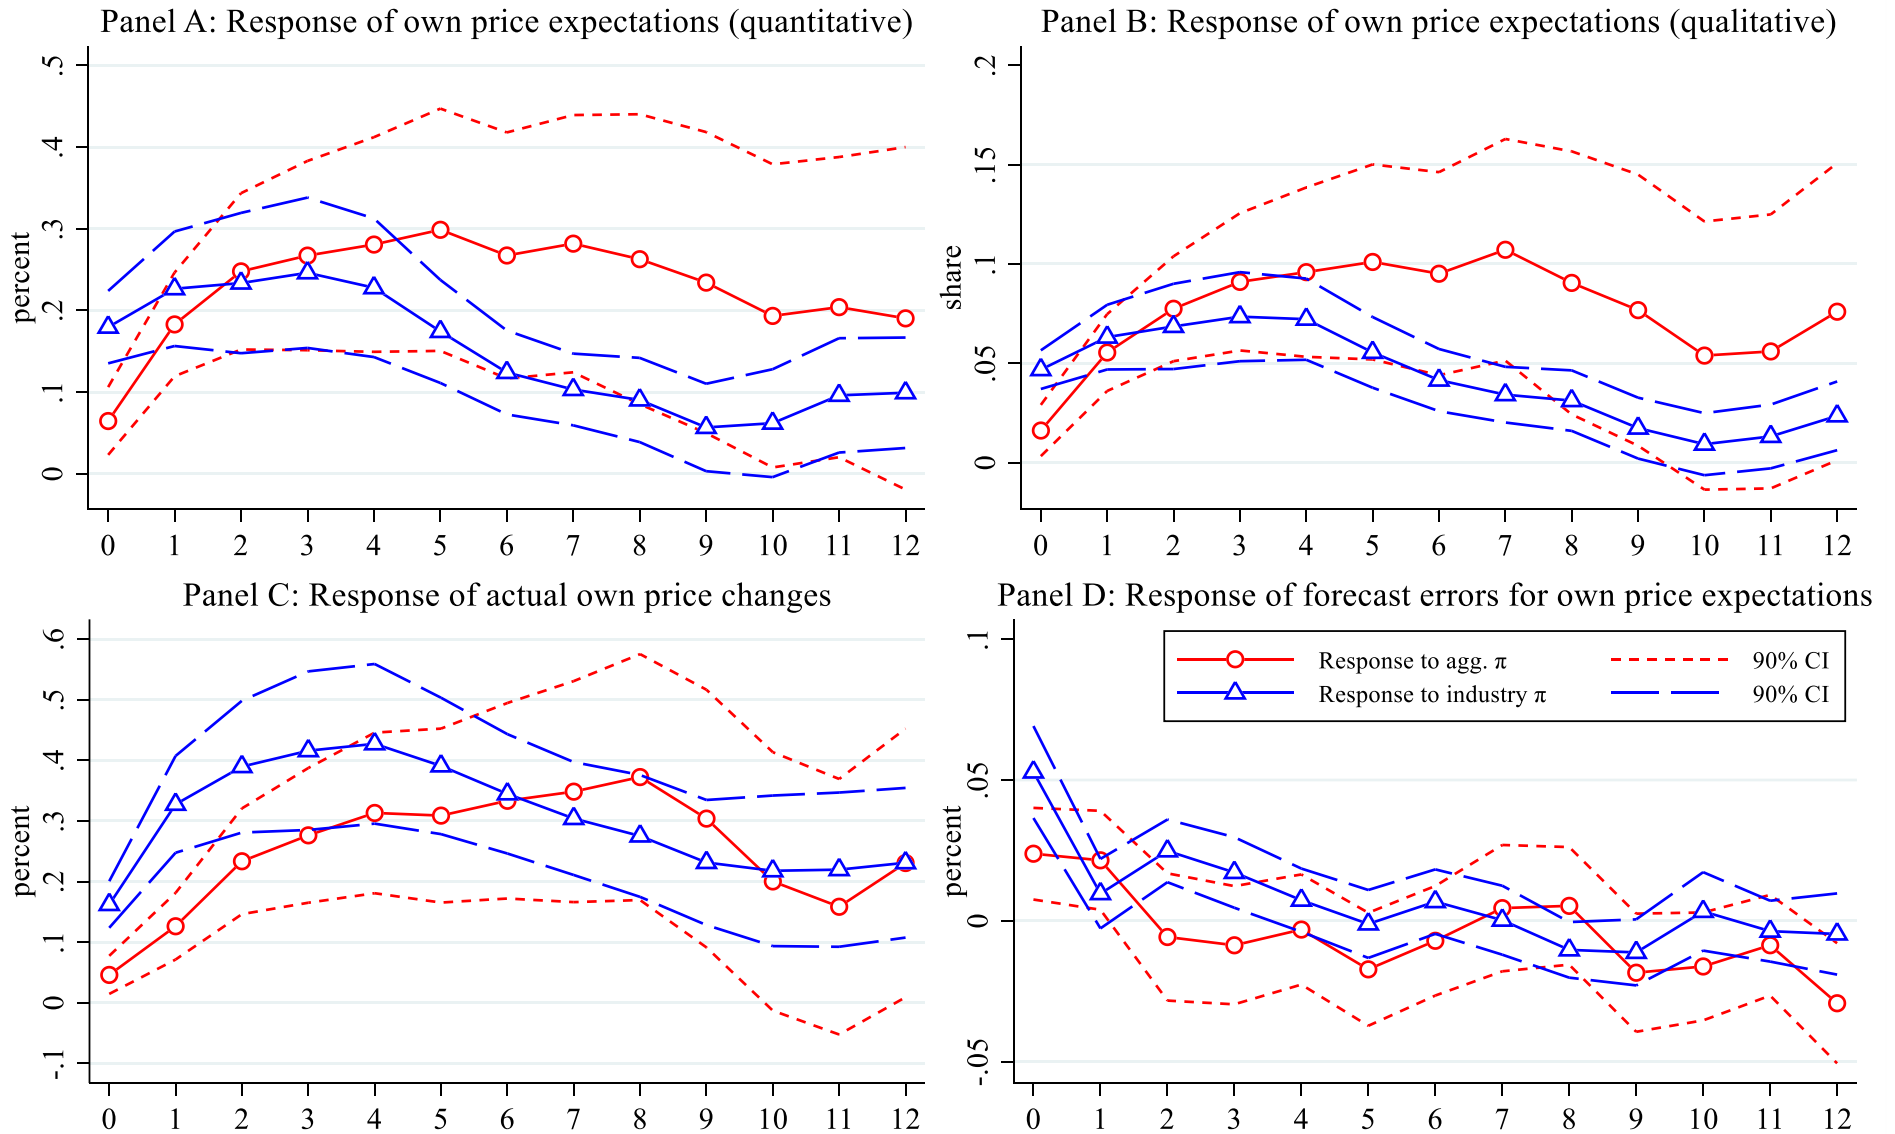 Panel A: Response of own price expectations (quantitative)
percent
.5
.4
.3
.2
.1
0
0 1 2 3 4 5 6 7 8 9 10 11 12
Panel B: Response of own price expectations (qualitative)
share
.2
.15
.1
.05
0
0 1 2 3 4 5 6 7 8 9 10 11 12
Panel C: Response of actual own price changes
percent
.6
.5
.4
.3
.2
.1
0
-.1
0 1 2 3 4 5 6 7 8 9 10 11 12
Panel D: Response of forecast errors for own price expectations
percent
.1
.05
0
-.05
Response to agg. π 90% CI
Response to industry π 90% CI
0 1 2 3 4 5 6 7 8 9 10 11 12